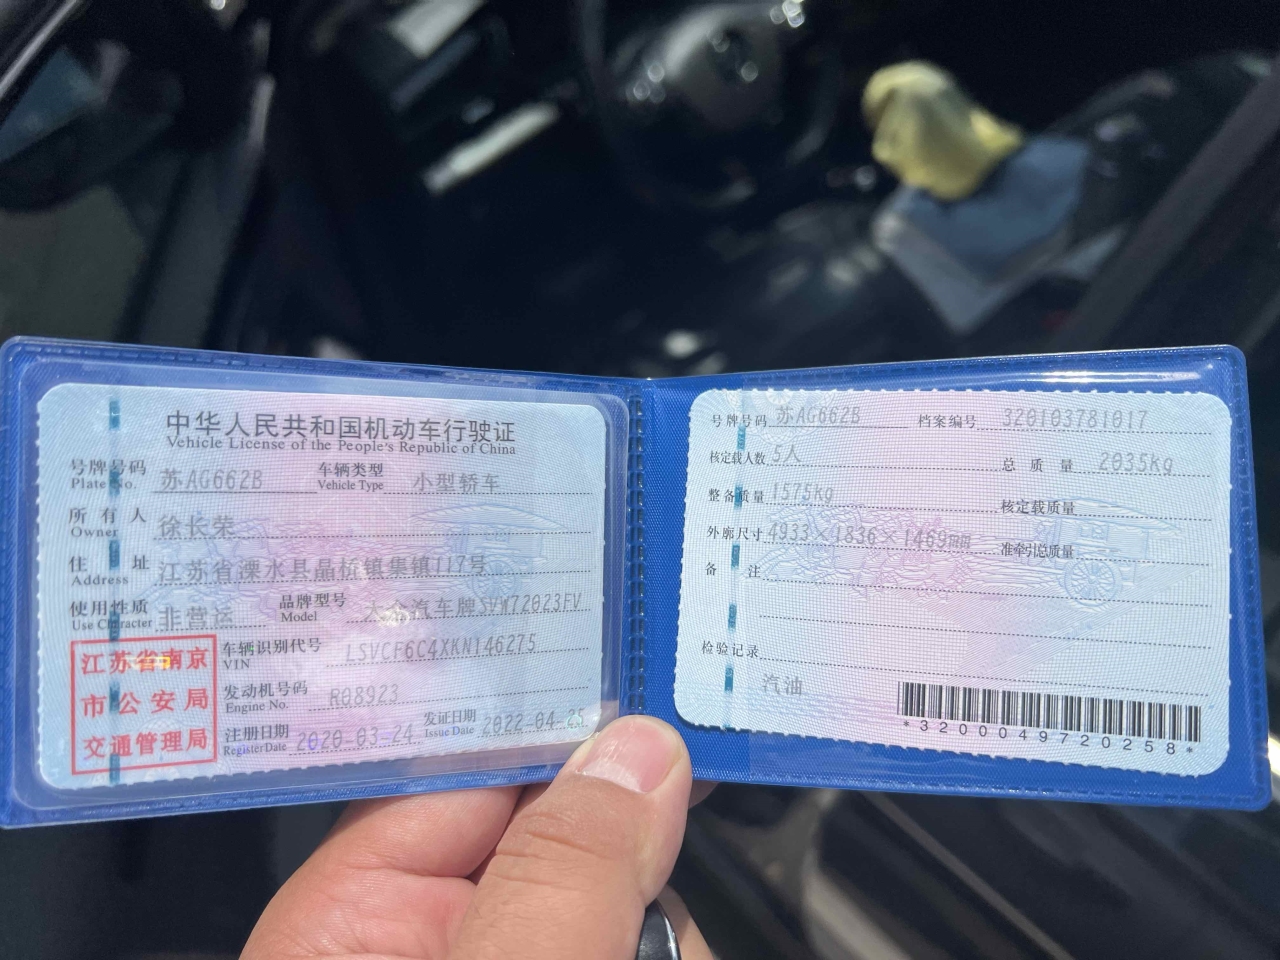 中华人民共和国机动车行驶证
Vehicle License of the People's Republic of China
号牌号码 苏AG662B 车辆类型 小型轿车
Plate No. Vehicle Type
所有人 徐长荣
Owner
住址 江苏省溧水县晶桥镇集镇117号
Address
使用性质 非营运 品牌型号 大众汽车牌SVW72023FV
Use Character Model
江苏省南京
市公安局
交通管理局
车辆识别代号 LSVCF6C4XKN146275
VIN
发动机号码 R08923
Engine No.
注册日期 2020-03-24 发证日期 2022-04-25
Register Date Issue Date
号牌号码 苏AG662B 档案编号 320103781017
核定载人数 5人 总质量 2035kg
整备质量 1575kg 核定载质量
外廓尺寸 4933×1836×1469mm 准牵引总质量
备注
检验记录
汽油
*3200049720258*